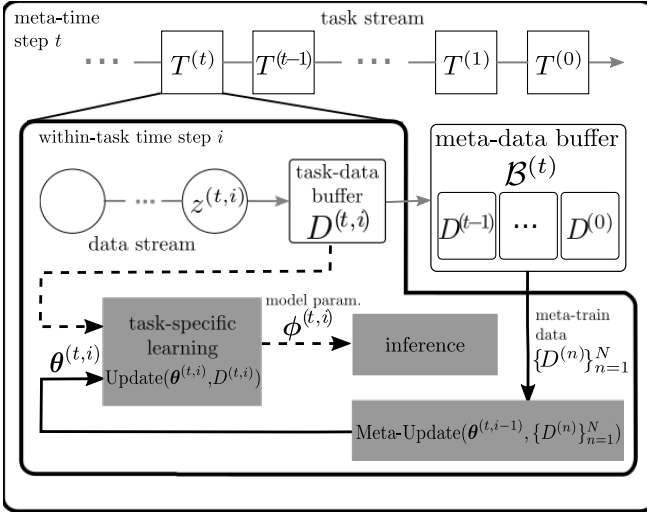 meta-time
step t
task stream
T^(t)
T^(t−1)
T^(1)
T^(0)
within-task time step i
z^(t,i)
data stream
task-data
buffer
D^(t,i)
meta-data buffer
B^(t)
D^(t−1)
...
D^(0)
θ^(t,i)
task-specific
learning
Update(θ^(t,i),D^(t,i))
model param.
ϕ^(t,i)
inference
meta-train
data
{D^(n)}_{n=1}^N
Meta-Update(θ^(t,i−1),{D^(n)}_{n=1}^N)